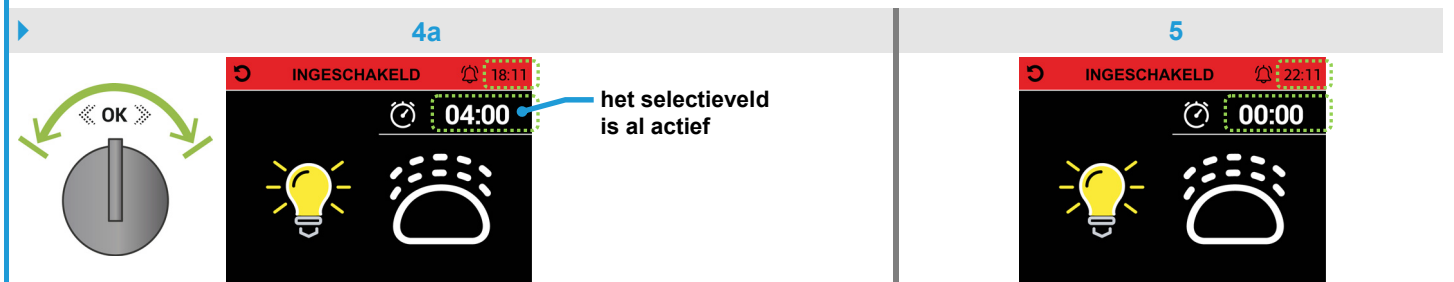 4a
OK
INGESCHAKELD 18:11
04:00
het selectieveld
is al actief
5
INGESCHAKELD 22:11
00:00